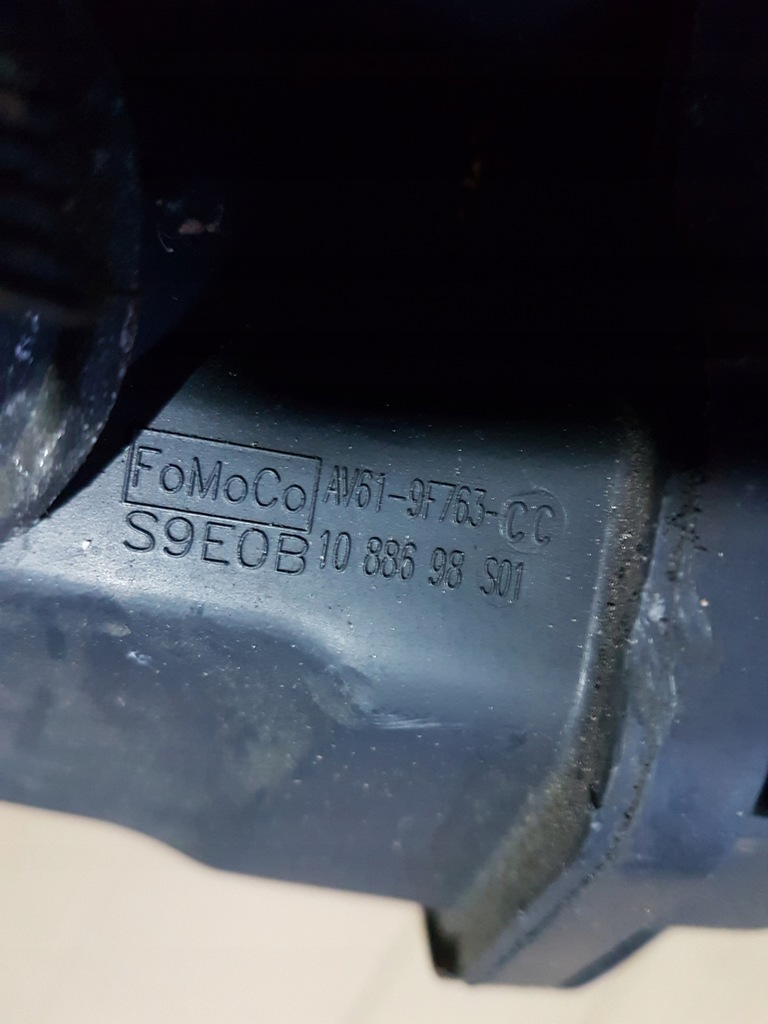 FoMoCo AV61-9F763-CC
S9E0B 10 886 98 S01